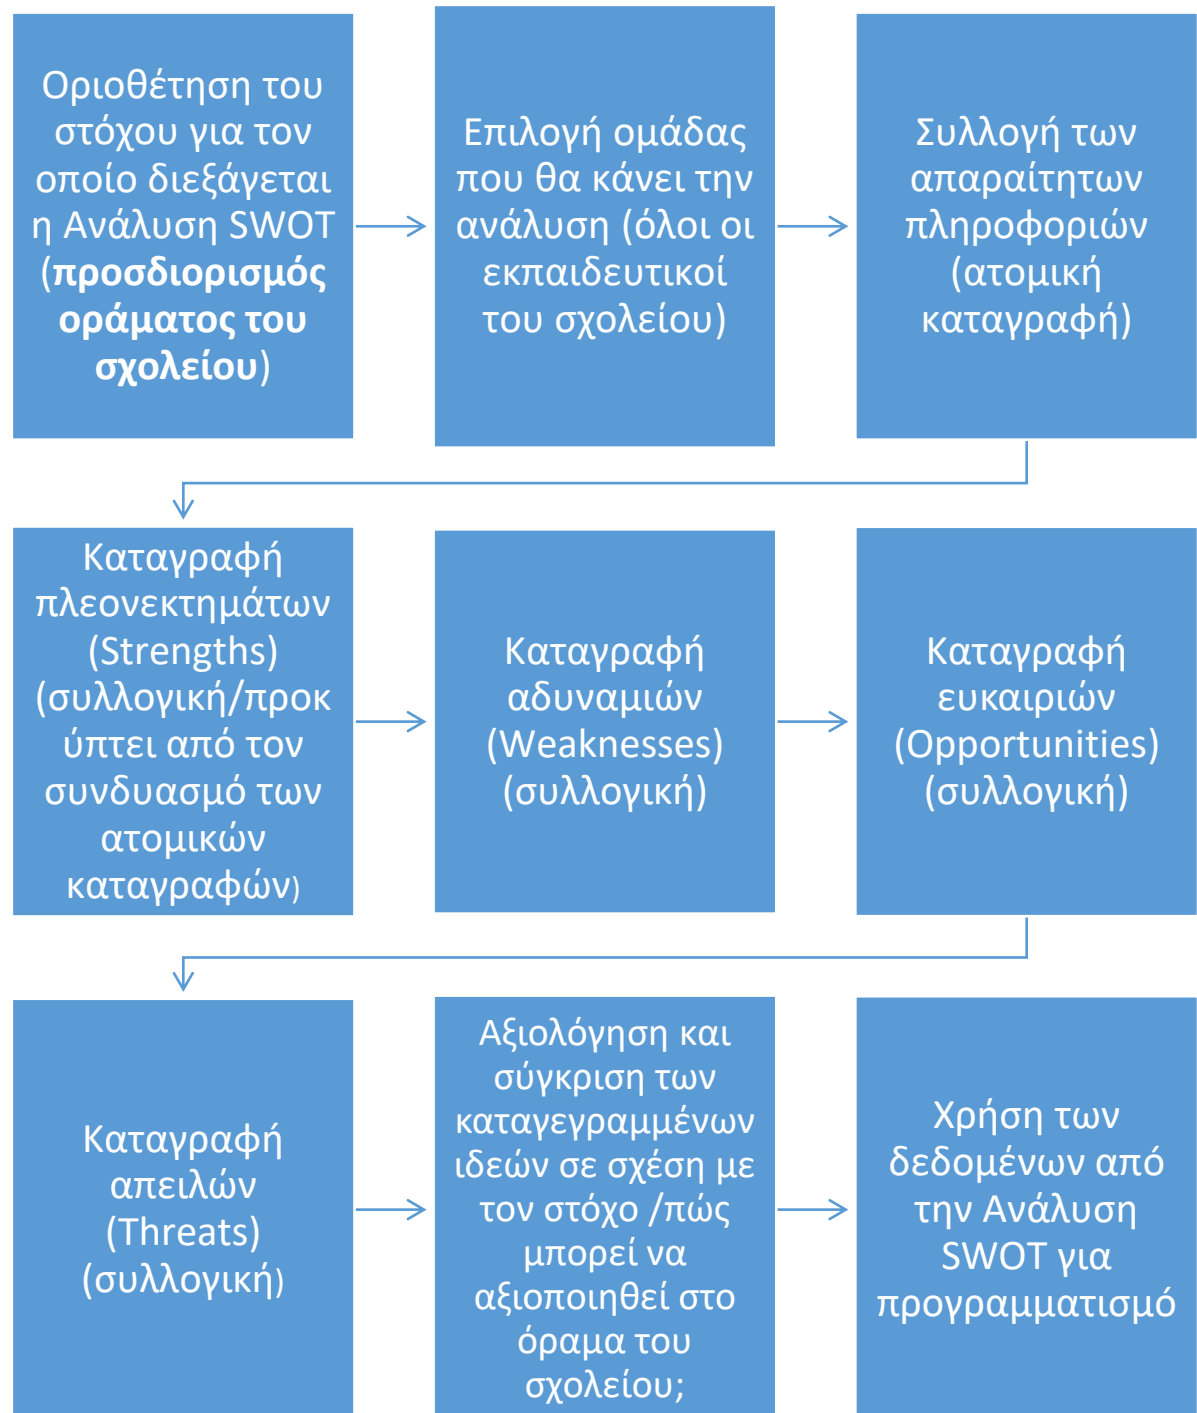 Οριοθέτηση του
στόχου για τον
οποίο διεξάγεται
η Ανάλυση SWOT
(προσδιορισμός
οράματος του
σχολείου)
Επιλογή ομάδας
που θα κάνει την
ανάλυση (όλοι οι
εκπαιδευτικοί
του σχολείου)
Συλλογή των
απαραίτητων
πληροφοριών
(ατομική
καταγραφή)
Καταγραφή
πλεονεκτημάτων
(Strengths)
(συλλογική/προκ
ύπτει από τον
συνδυασμό των
ατομικών
καταγραφών)
Καταγραφή
αδυναμιών
(Weaknesses)
(συλλογική)
Καταγραφή
ευκαιριών
(Opportunities)
(συλλογική)
Καταγραφή
απειλών
(Threats)
(συλλογική)
Αξιολόγηση και
σύγκριση των
καταγεγραμμένων
ιδεών σε σχέση με
τον στόχο /πώς
μπορεί να
αξιοποιηθεί στο
όραμα του
σχολείου;
Χρήση των
δεδομένων από
την Ανάλυση
SWOT για
προγραμματισμό